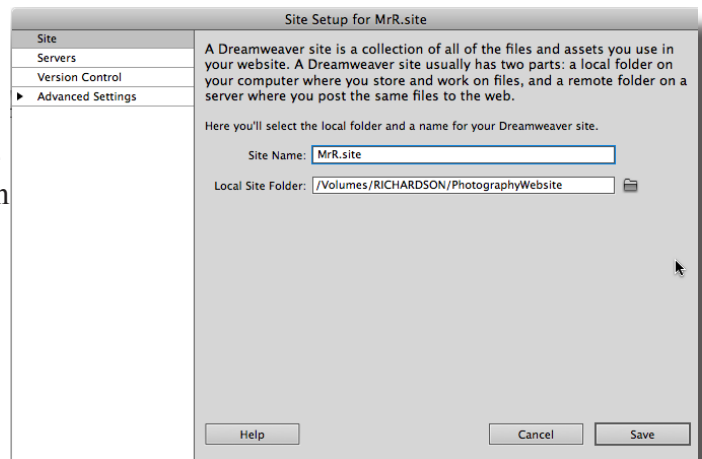 Site Setup for MrR.site
Site
Servers
Version Control
Advanced Settings
A Dreamweaver site is a collection of all of the files and assets you use in
your website. A Dreamweaver site usually has two parts: a local folder on
your computer where you store and work on files, and a remote folder on a
server where you post the same files to the web.
Here you'll select the local folder and a name for your Dreamweaver site.
Site Name: MrR.site
Local Site Folder: /Volumes/RICHARDSON/PhotographyWebsite
Help
Cancel
Save